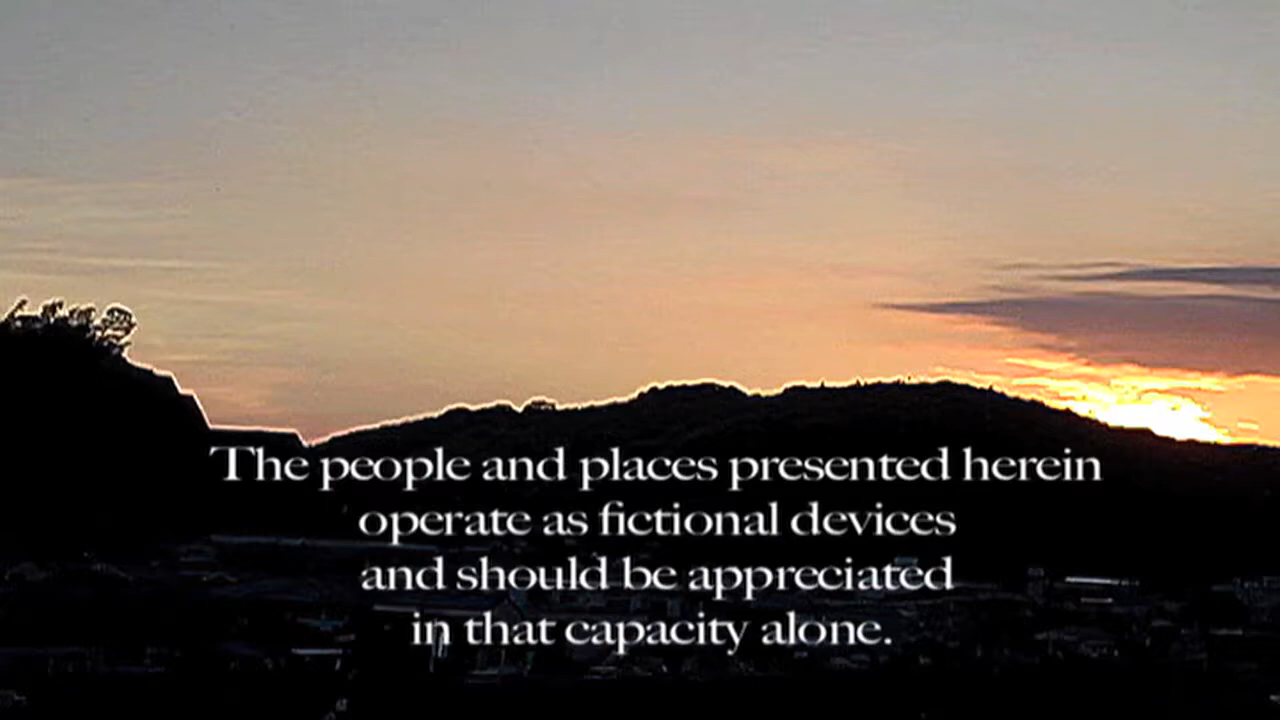 The people and places presented herein
operate as fictional devices
and should be appreciated
in that capacity alone.